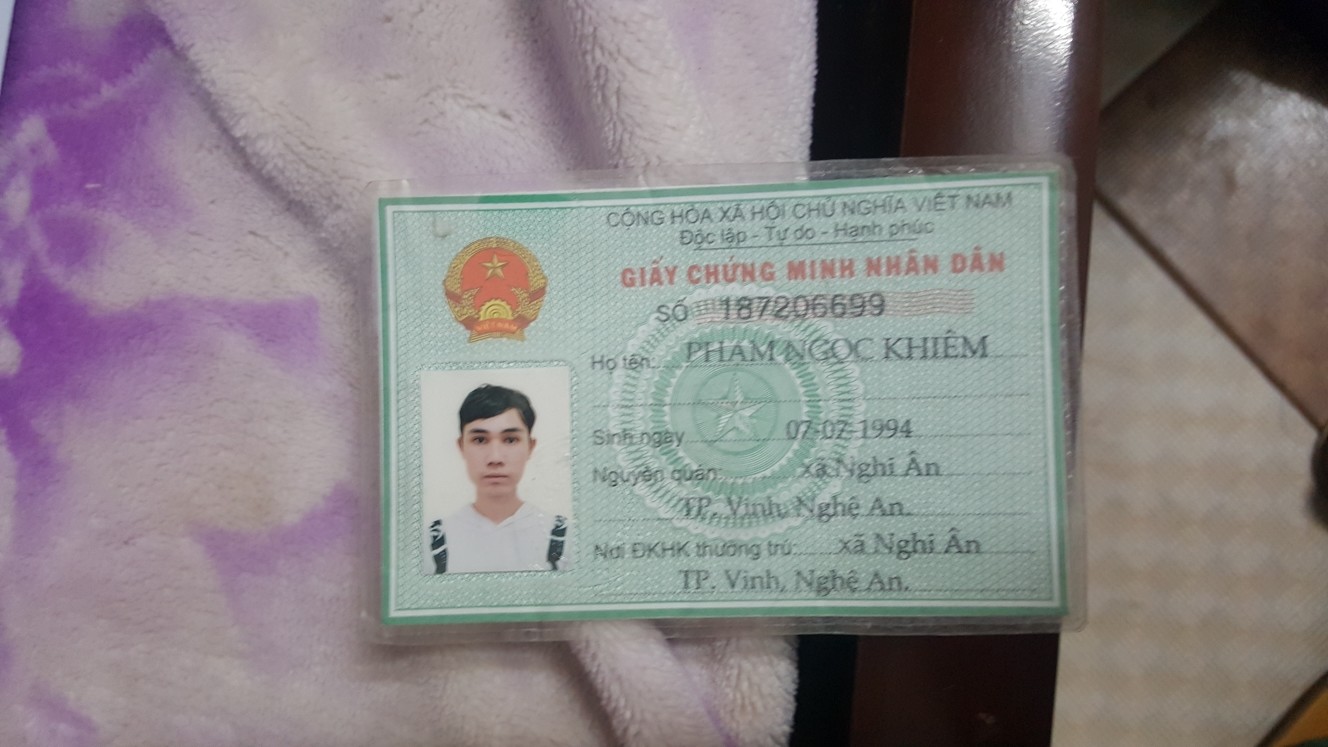 CỘNG HÒA XÃ HỘI CHỦ NGHĨA VIỆT NAM
Độc lập - Tự do - Hạnh phúc
GIẤY CHỨNG MINH NHÂN DÂN
SỐ 187206699
Họ tên: PHẠM NGỌC KHIÊM
Sinh ngày 07-07-1994
Nguyên quán: xã Nghi Ân
TP. Vinh, Nghệ An.
Nơi ĐKHK thường trú: xã Nghi Ân
TP. Vinh, Nghệ An.
VIỆT NAM